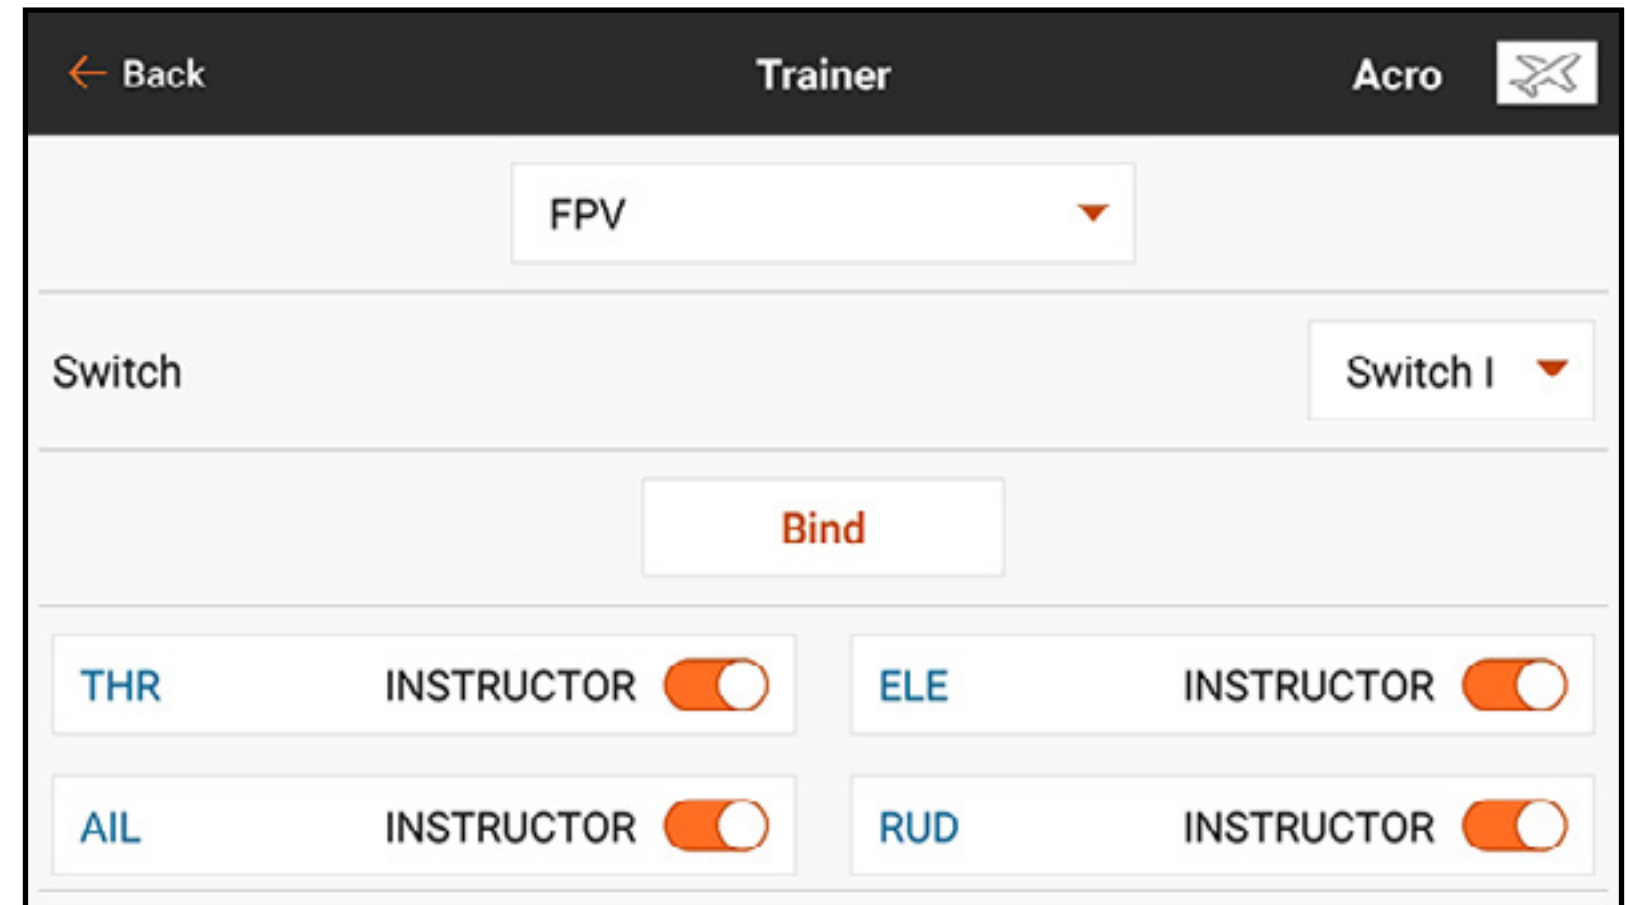 Back Trainer Acro
FPV
Switch Switch I
Bind
THR INSTRUCTOR ELE INSTRUCTOR
AIL INSTRUCTOR RUD INSTRUCTOR